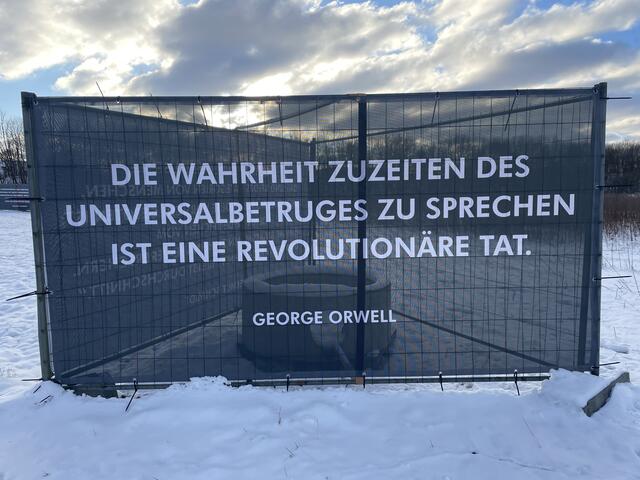 DIE WAHRHEIT ZUZEITEN DES
UNIVERSALBETRUGES ZU SPRECHEN
IST EINE REVOLUTIONÄRE TAT.
GEORGE ORWELL